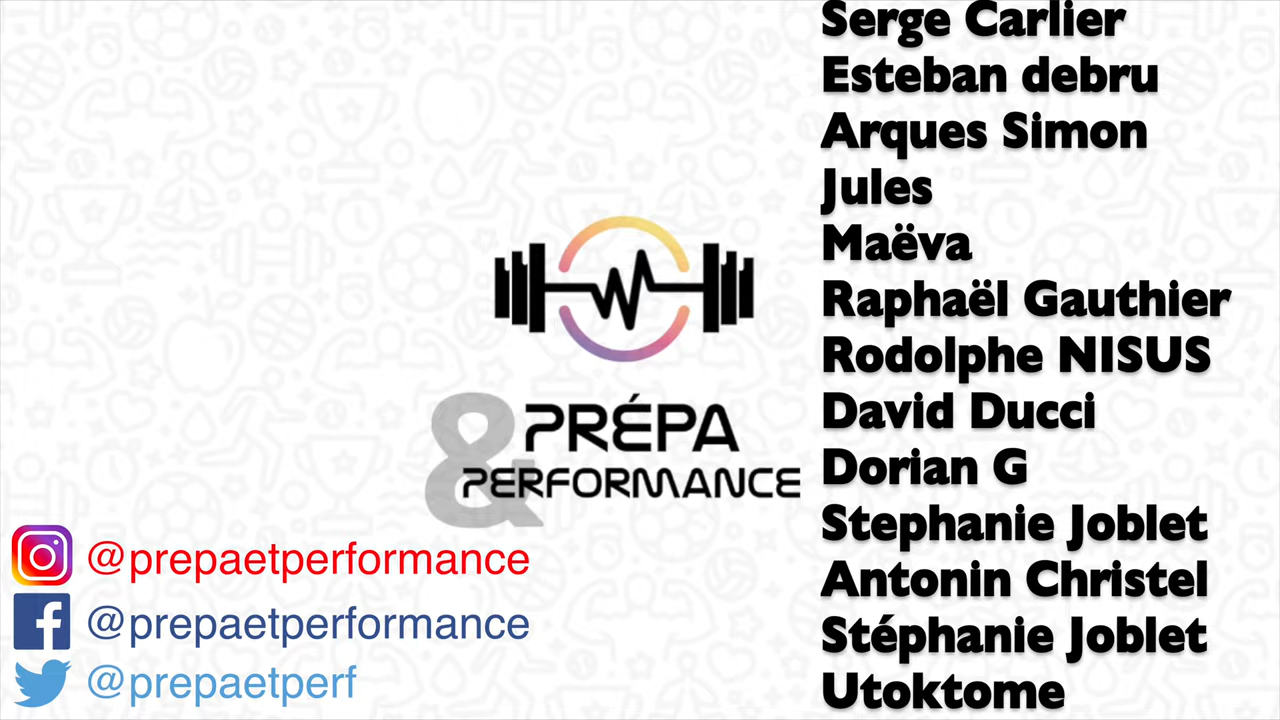 Serge Carlier
Esteban debru
Arques Simon
Jules
Maëva
Raphaël Gauthier
Rodolphe NISUS
David Ducci
Dorian G
Stephanie Joblet
Antonin Christel
Stéphanie Joblet
Utoktome
& PRÉPA
PERFORMANCE
@prepaetperformance
@prepaetperformance
@prepaetperf